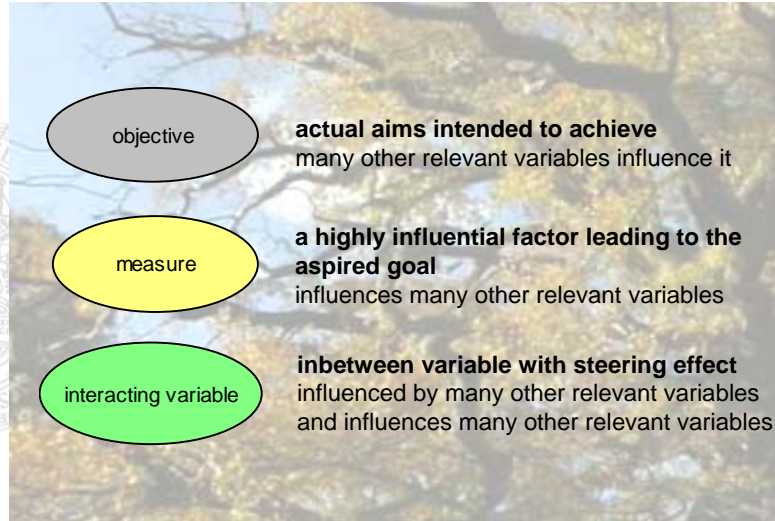 objective
actual aims intended to achieve
many other relevant variables influence it
measure
a highly influential factor leading to the
aspired goal
influences many other relevant variables
interacting variable
inbetween variable with steering effect
influenced by many other relevant variables
and influences many other relevant variables